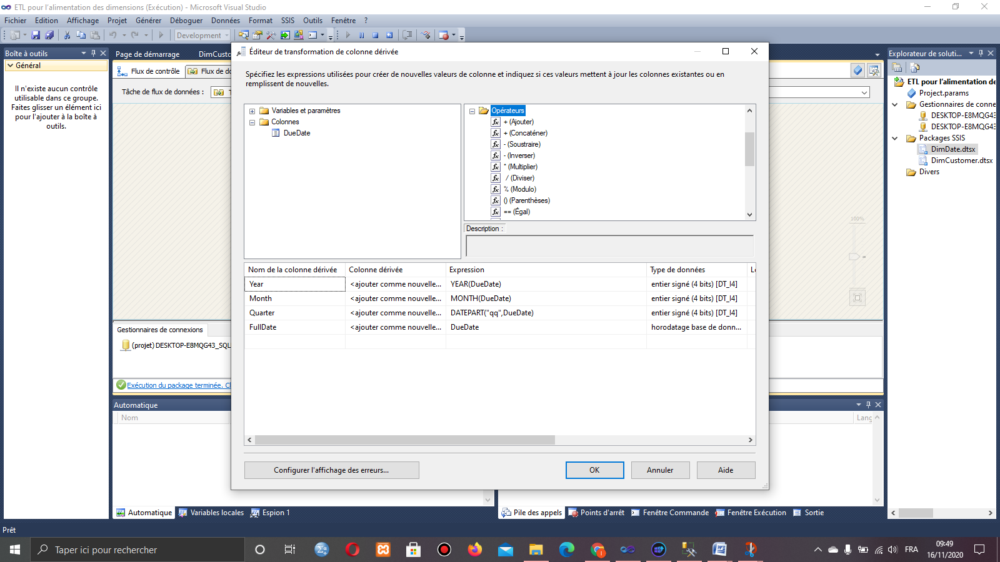 ETL pour l'alimentation des dimensions (Exécution) - Microsoft Visual Studio
Fichier Edition Affichage Projet Générer Déboguer Données Format SSIS Outils Fenêtre ?
Development
Boîte à outils
Général
Il n'existe aucun contrôle
utilisable dans ce groupe.
Faites glisser un élément ici
pour l'ajouter à la boîte à
outils.
Page de démarrage
Flux de contrôle
Tâche de flux de données :
Éditeur de transformation de colonne dérivée
Spécifiez les expressions utilisées pour créer de nouvelles valeurs de colonne et indiquez si ces valeurs mettent à jour les colonnes existantes ou en
remplissent de nouvelles.
Variables et paramètres
Colonnes
DueDate
Opérateurs
+ (Ajouter)
+ (Concaténer)
- (Soustraire)
- (Inverser)
* (Multiplier)
/ (Diviser)
% (Modulo)
() (Parenthèses)
== (Égal)
Description :
Nom de la colonne dérivée Colonne dérivée Expression Type de données
Year <ajouter comme nouvelle... YEAR(DueDate) entier signé (4 bits) [DT_I4]
Month <ajouter comme nouvelle... MONTH(DueDate) entier signé (4 bits) [DT_I4]
Quarter <ajouter comme nouvelle... DATEPART("qq",DueDate) entier signé (4 bits) [DT_I4]
FullDate <ajouter comme nouvelle... DueDate horodatage base de donn...
Configurer l'affichage des erreurs... OK Annuler Aide
100%
Gestionnaires de connexions
(projet) DESKTOP-E8MQG43_SQL
Exécution du package terminée.
Automatique
Nom
Lang
Automatique Variables locales Espion 1
Pile des appels Points d'arrêt Fenêtre Commande Fenêtre Exécution Sortie
Explorateur de soluti...
ETL pour l'alimentation de
Project.params
Gestionnaires de conne
DESKTOP-E8MQG43
DESKTOP-E8MQG43
Packages SSIS
DimDate.dtsx
DimCustomer.dtsx
Divers
Prêt
Taper ici pour rechercher
FRA
09:49
16/11/2020